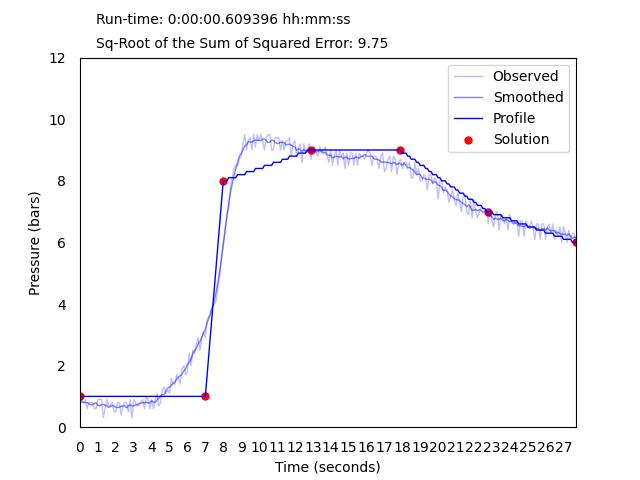 Run-time: 0:00:00.609396 hh:mm:ss
Sq-Root of the Sum of Squared Error: 9.75
12
10
8
6
4
2
0
Pressure (bars)
Observed
Smoothed
Profile
Solution
0 1 2 3 4 5 6 7 8 9 10 11 12 13 14 15 16 17 18 19 20 21 22 23 24 25 26 27
Time (seconds)